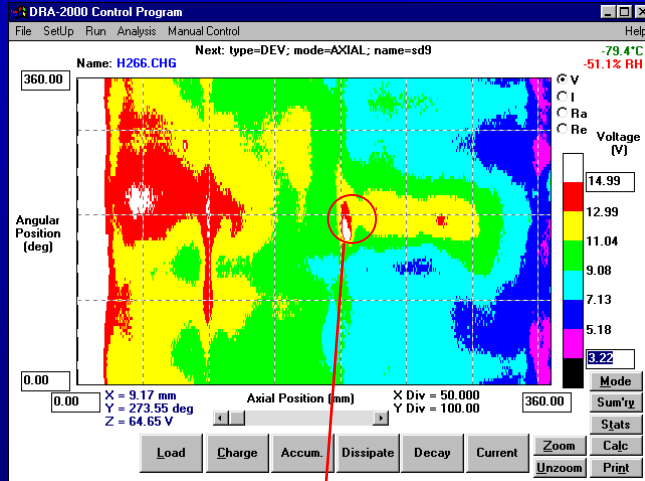 DRA-2000 Control Program
File SetUp Run Analysis Manual Control Help
Next: type=DEV; mode=AXIAL; name=sd9
-79.4°C
Name: H266.CHG
-51.1% RH
360.00
V
I
Ra
Re
Voltage
(V)
14.99
12.99
11.04
9.08
7.13
5.18
3.22
Angular
Position
(deg)
0.00
0.00
X = 9.17 mm
Y = 273.55 deg
Z = 64.65 V
Axial Position (mm)
X Div = 50.000
Y Div = 100.00
360.00
Mode
Sum'ry
Stats
Load Charge Accum. Dissipate Decay Current Zoom Calc
Unzoom Print